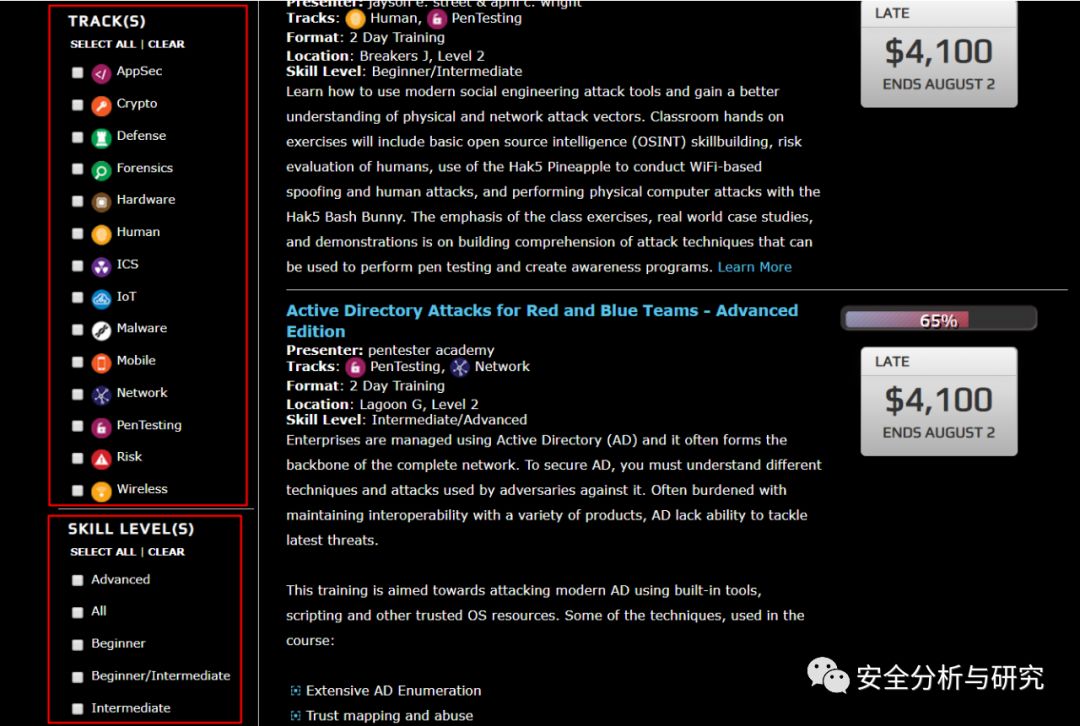 TRACK(S)
SELECT ALL | CLEAR
AppSec
Crypto
Defense
Forensics
Hardware
Human
ICS
IoT
Malware
Mobile
Network
PenTesting
Risk
Wireless
SKILL LEVEL(S)
SELECT ALL | CLEAR
Advanced
All
Beginner
Beginner/Intermediate
Intermediate
Presenter: jayson e. street & april c. wright
Tracks: Human, PenTesting
Format: 2 Day Training
Location: Breakers J, Level 2
Skill Level: Beginner/Intermediate
Learn how to use modern social engineering attack tools and gain a better
understanding of physical and network attack vectors. Classroom hands on
exercises will include basic open source intelligence (OSINT) skillbuilding, risk
evaluation of humans, use of the Hak5 Pineapple to conduct WiFi-based
spoofing and human attacks, and performing physical computer attacks with the
Hak5 Bash Bunny. The emphasis of the class exercises, real world case studies,
and demonstrations is on building comprehension of attack techniques that can
be used to perform pen testing and create awareness programs. Learn More
LATE
$4,100
ENDS AUGUST 2
Active Directory Attacks for Red and Blue Teams - Advanced
Edition
Presenter: pentester academy
Tracks: PenTesting, Network
Format: 2 Day Training
Location: Lagoon G, Level 2
Skill Level: Intermediate/Advanced
Enterprises are managed using Active Directory (AD) and it often forms the
backbone of the complete network. To secure AD, you must understand different
techniques and attacks used by adversaries against it. Often burdened with
maintaining interoperability with a variety of products, AD lack ability to tackle
latest threats.
This training is aimed towards attacking modern AD using built-in tools,
scripting and other trusted OS resources. Some of the techniques, used in the
course:
Extensive AD Enumeration
Trust mapping and abuse
65%
LATE
$4,100
ENDS AUGUST 2
安全分析与研究